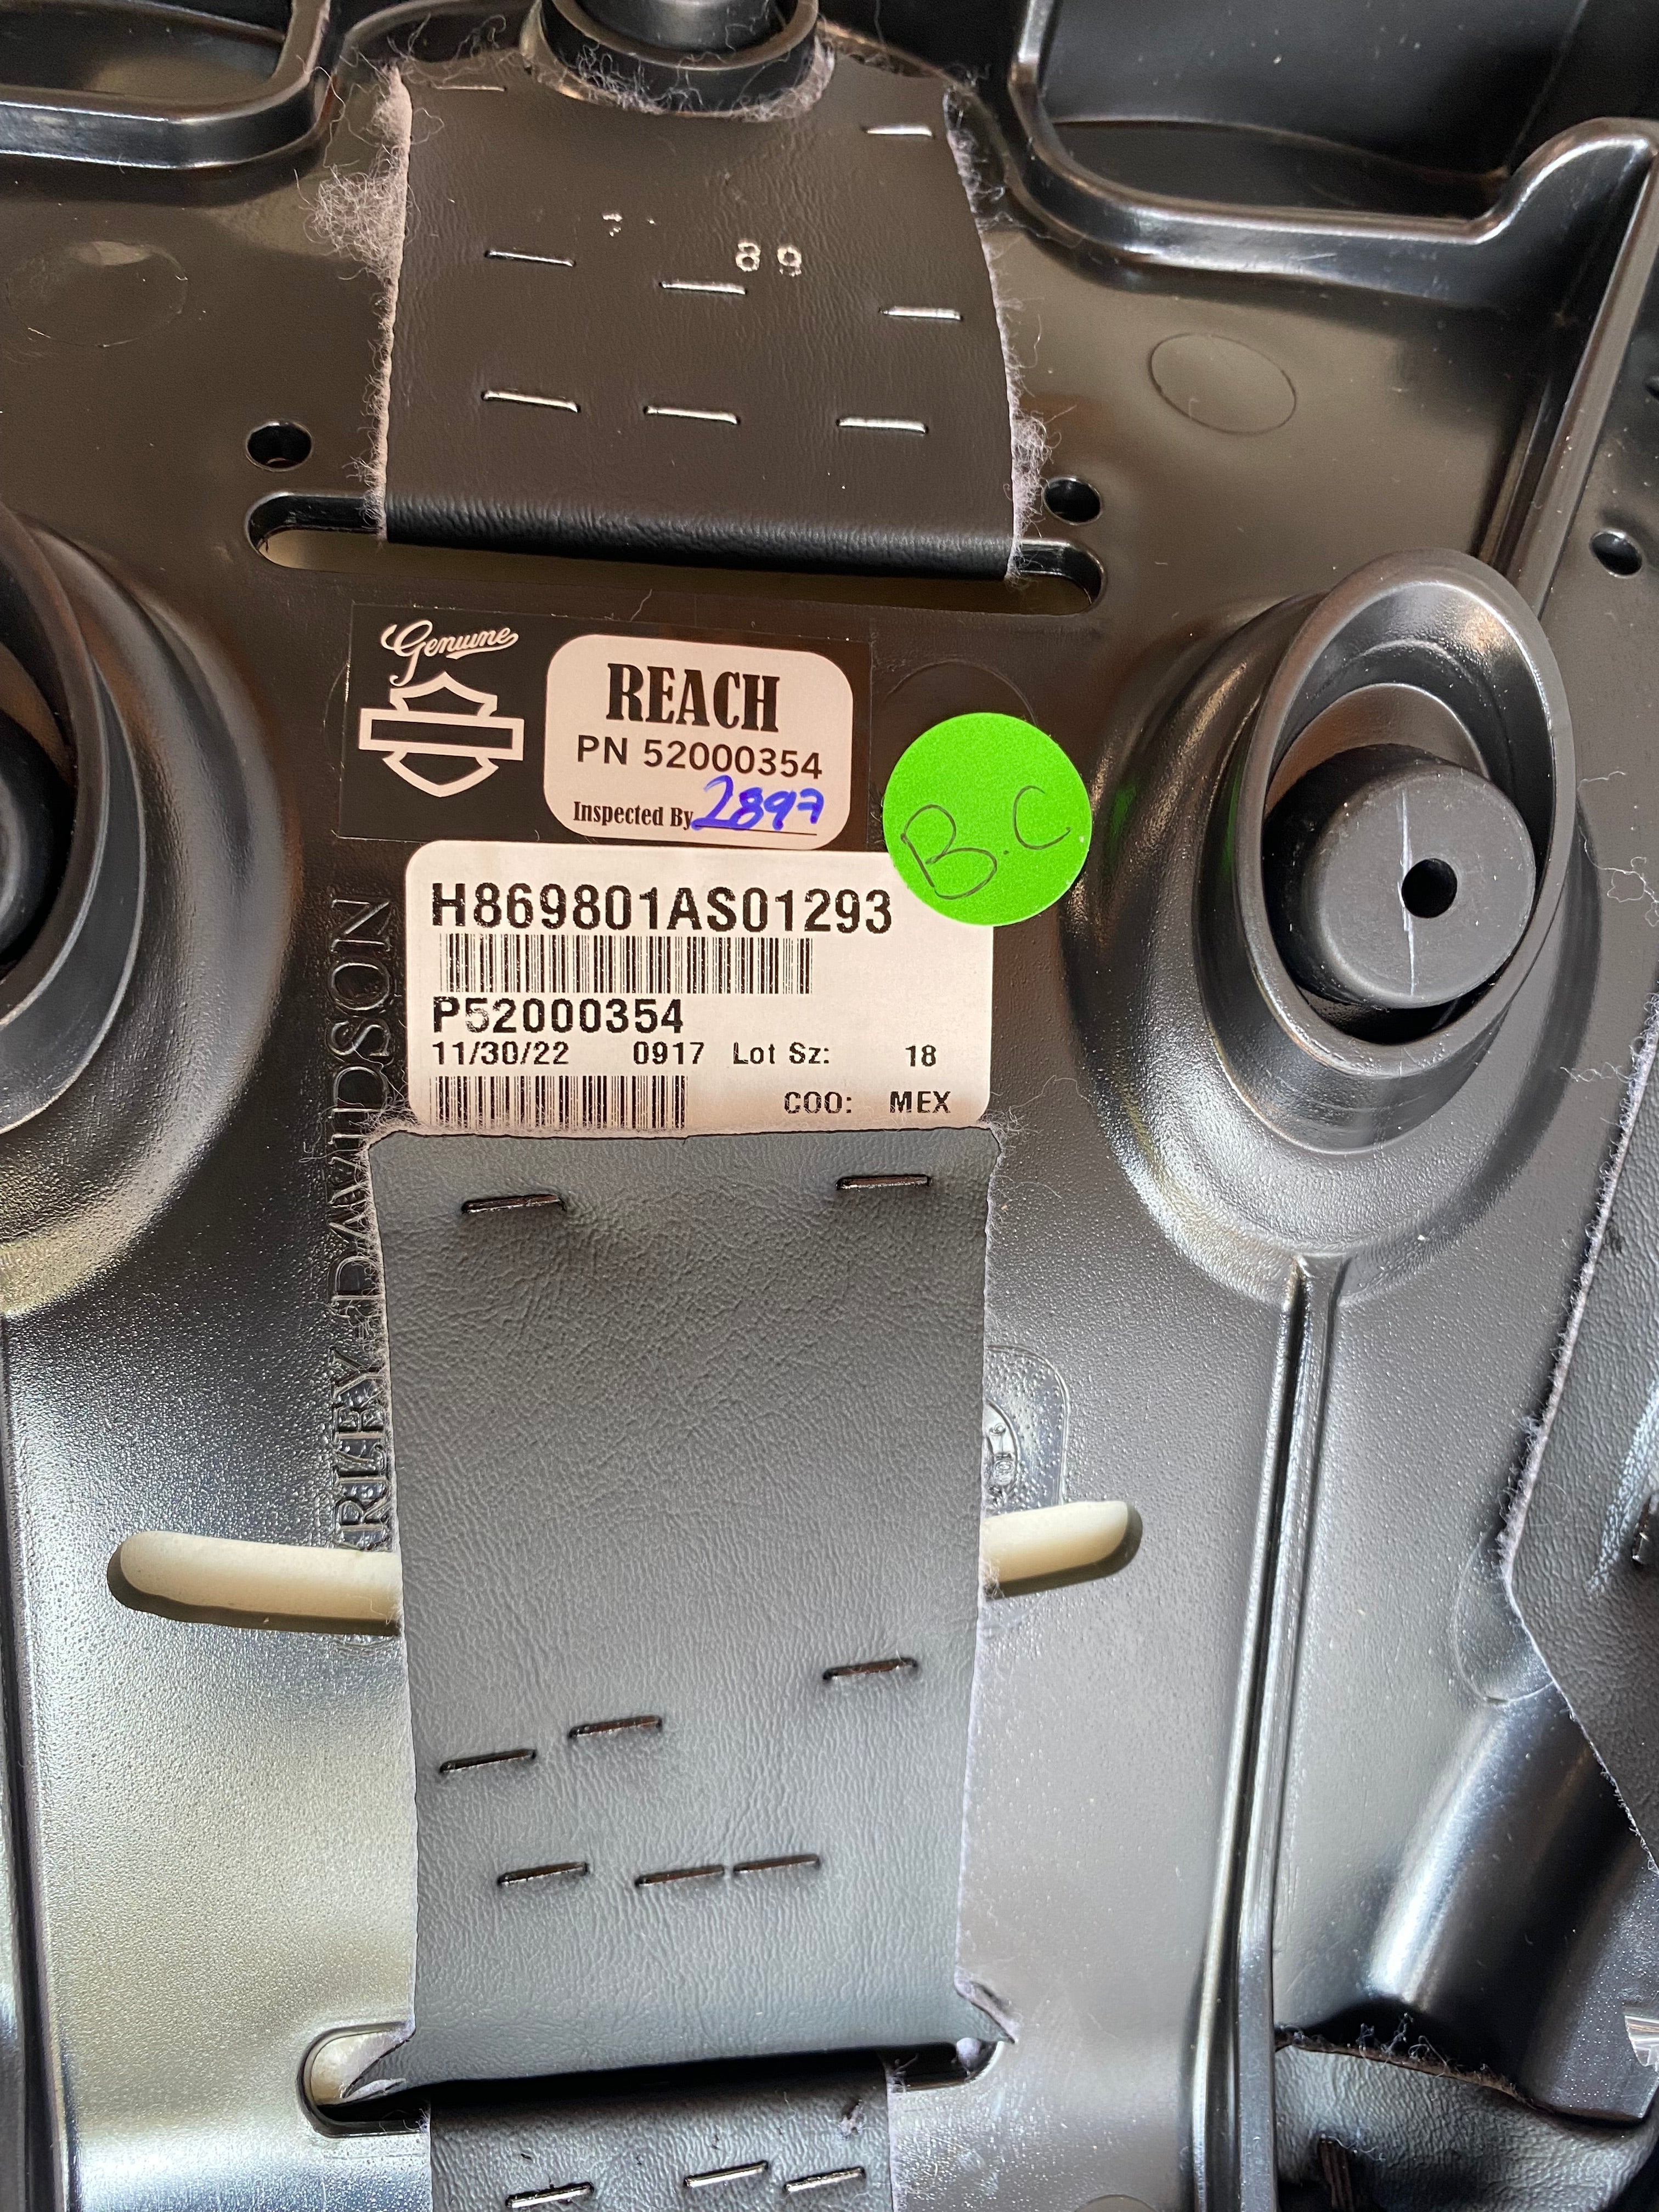 89
Genuine
REACH
PN 52000354
Inspected By 2897
B.C
H869801AS01293
P52000354
11/30/22 0917 Lot Sz: 18
COO: MEX
ARLEY-DAVIDSON